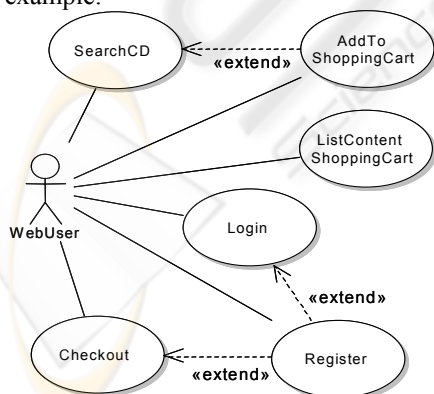 example.
SearchCD
«extend»
AddTo
ShoppingCart
ListContent
ShoppingCart
WebUser
Login
«extend»
Checkout
«extend»
Register